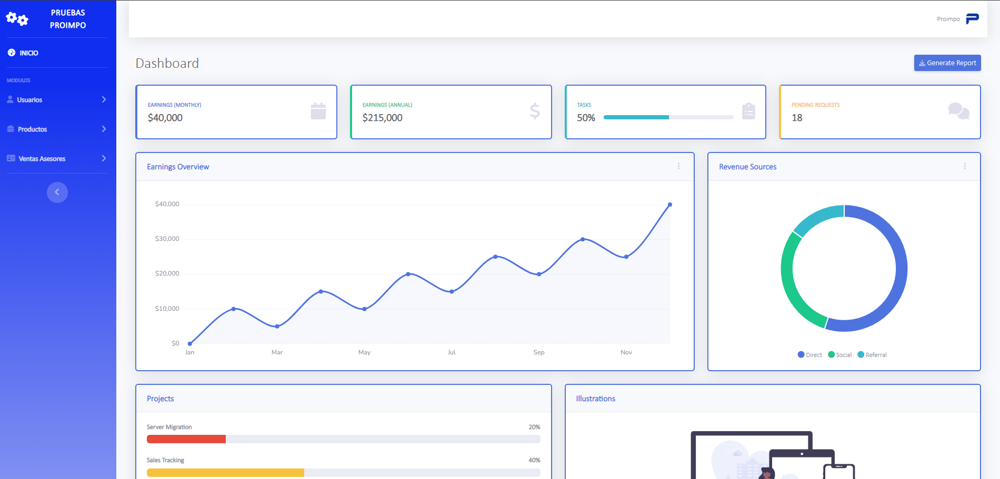 PRUEBAS
PROIMPO
INICIO
MODULOS
Usuarios
Productos
Ventas Asesores
Proimpo
Dashboard
Generate Report
EARNINGS (MONTHLY)
$40,000
EARNINGS (ANNUAL)
$215,000
TASKS
50%
PENDING REQUESTS
18
Earnings Overview
$40,000
$30,000
$20,000
$10,000
$0
Jan Mar May Jul Sep Nov
Revenue Sources
Direct Social Referral
Projects
Server Migration 20%
Sales Tracking 40%
Illustrations